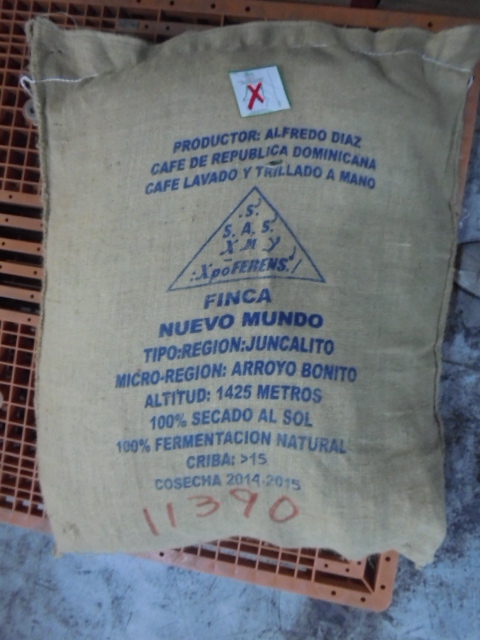 X
PRODUCTOR: ALFREDO DIAZ
CAFE DE REPUBLICA DOMINICANA
CAFE LAVADO Y TRILLADO A MANO
.S.
S. A. S.
X M Y
:XpoFERENS./
FINCA
NUEVO MUNDO
TIPO:REGION:JUNCALITO
MICRO-REGION: ARROYO BONITO
ALTITUD: 1425 METROS
100% SECADO AL SOL
100% FERMENTACION NATURAL
CRIBA: >15
COSECHA 2014-2015
11390